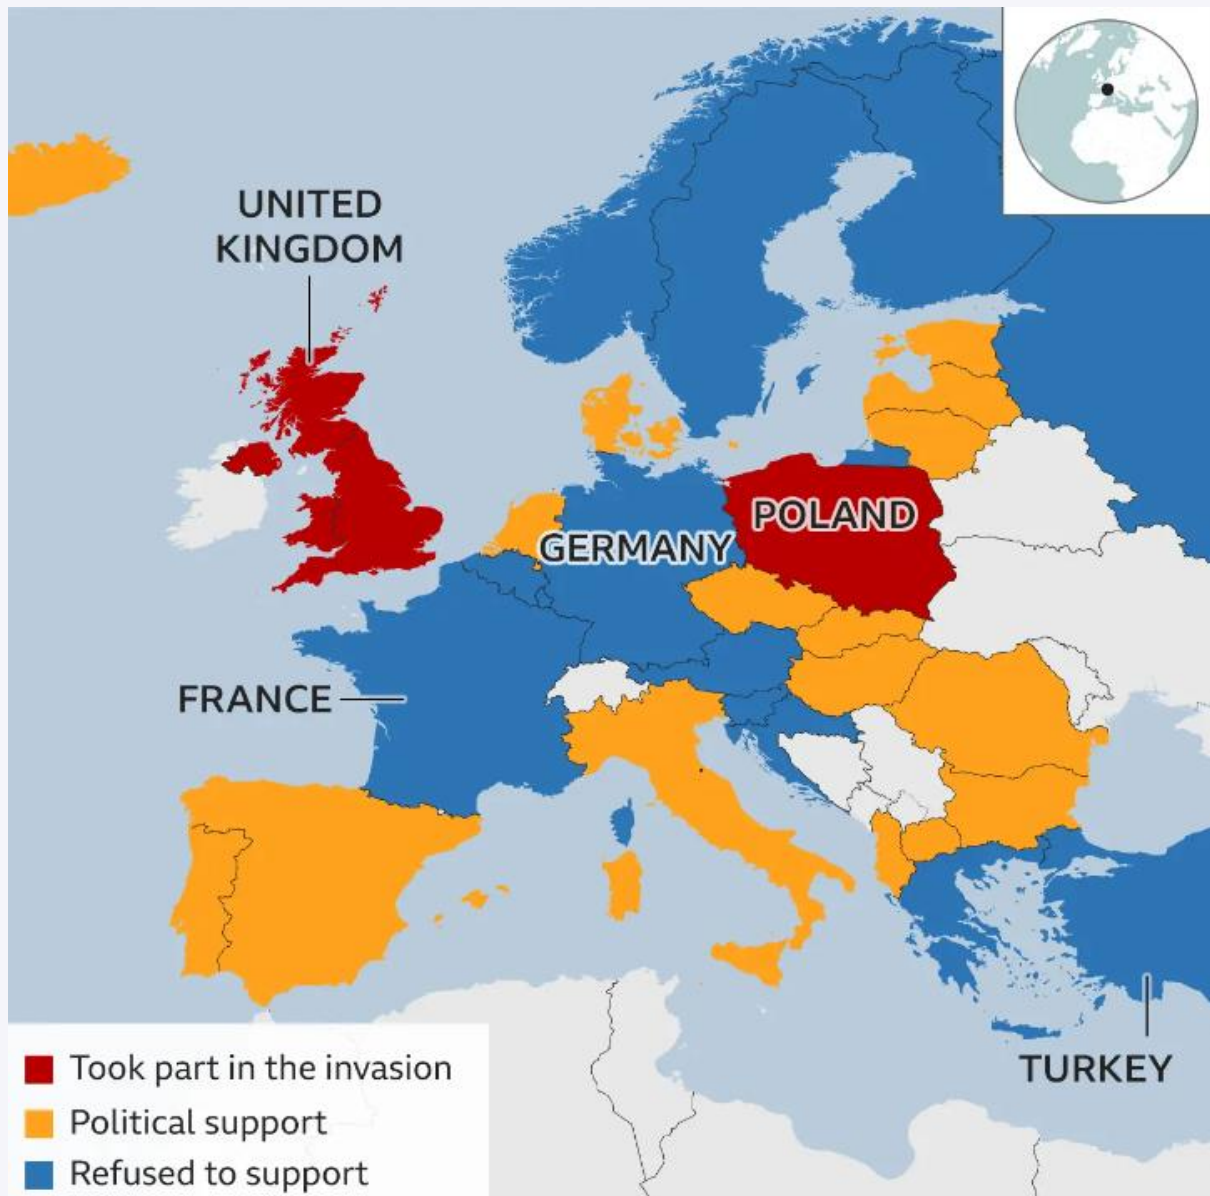 UNITED
KINGDOM
POLAND
GERMANY
FRANCE
TURKEY
Took part in the invasion
Political support
Refused to support